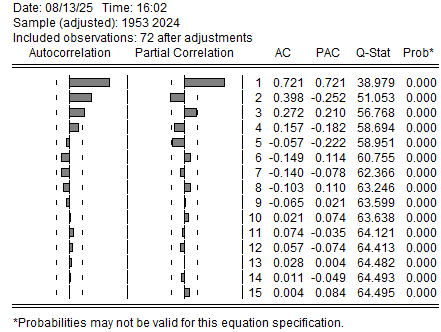 Date: 08/13/25   Time: 16:02
Sample (adjusted): 1953 2024
Included observations: 72 after adjustments
Autocorrelation   Partial Correlation   AC   PAC   Q-Stat   Prob*
1   0.721   0.721   38.979   0.000
2   0.398   -0.252   51.053   0.000
3   0.272   0.210   56.768   0.000
4   0.157   -0.182   58.694   0.000
5   -0.057   -0.222   58.951   0.000
6   -0.149   0.114   60.755   0.000
7   -0.140   -0.078   62.366   0.000
8   -0.103   0.110   63.246   0.000
9   -0.065   0.021   63.599   0.000
10   0.021   0.074   63.638   0.000
11   0.074   -0.035   64.121   0.000
12   0.057   -0.074   64.413   0.000
13   0.028   0.004   64.482   0.000
14   0.011   -0.049   64.493   0.000
15   0.004   0.084   64.495   0.000
*Probabilities may not be valid for this equation specification.